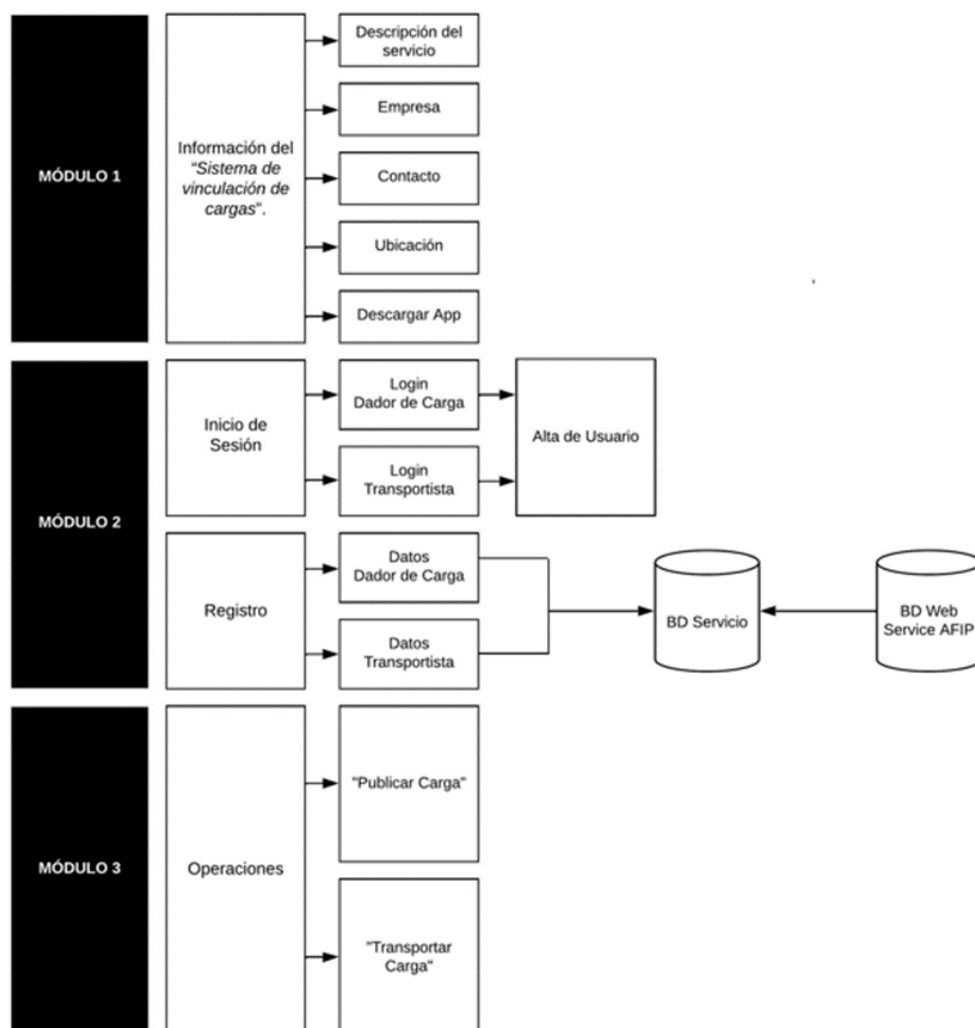 MÓDULO 1
Información del
"Sistema de
vinculación de
cargas".
Descripción del
servicio
Empresa
Contacto
Ubicación
Descargar App
MÓDULO 2
Inicio de
Sesión
Login
Dador de Carga
Login
Transportista
Alta de Usuario
Registro
Datos
Dador de Carga
Datos
Transportista
BD Servicio
BD Web
Service AFIP
MÓDULO 3
Operaciones
"Publicar Carga"
"Transportar
Carga"